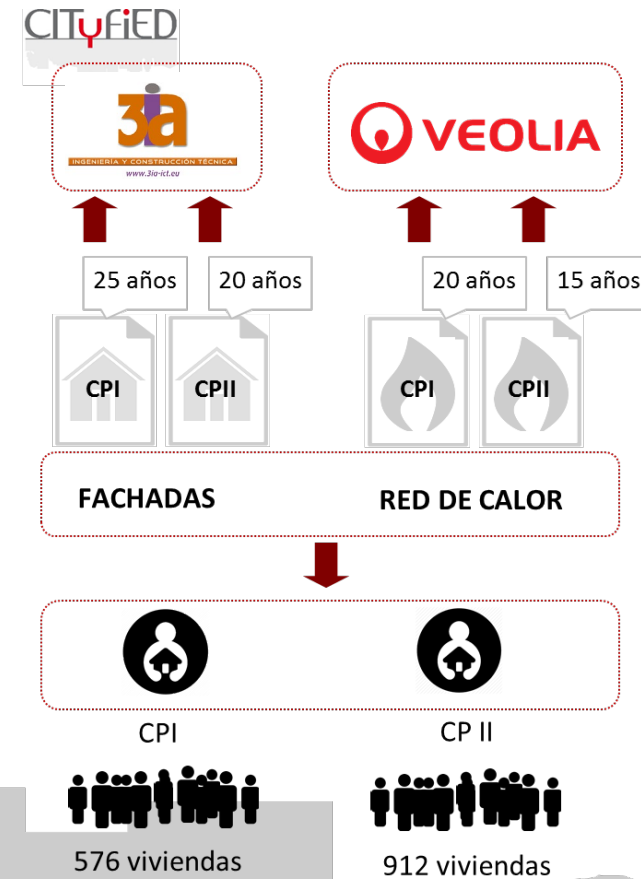 CITyFiED
3ia
INGENIERÍA Y CONSTRUCCIÓN TÉCNICA
www.3ia-ict.eu
VEOLIA
25 años
20 años
20 años
15 años
CPI
CPII
CPI
CPII
FACHADAS
RED DE CALOR
CPI
CP II
576 viviendas
912 viviendas